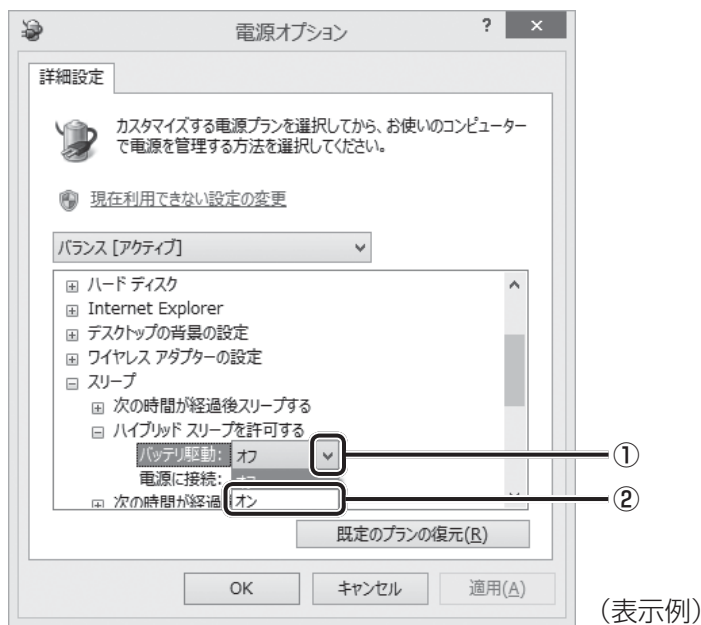 電源オプション
? ×
詳細設定
カスタマイズする電源プランを選択してから、お使いのコンピューター
で電源を管理する方法を選択してください。
現在利用できない設定の変更
バランス [アクティブ]
ハード ディスク
Internet Explorer
デスクトップの背景の設定
ワイヤレス アダプターの設定
スリープ
次の時間が経過後スリープする
ハイブリッド スリープを許可する
バッテリ駆動: オフ
①
電源に接続:
次の時間が経過 オン
②
既定のプランの復元(R)
OK キャンセル 適用(A)
(表示例)